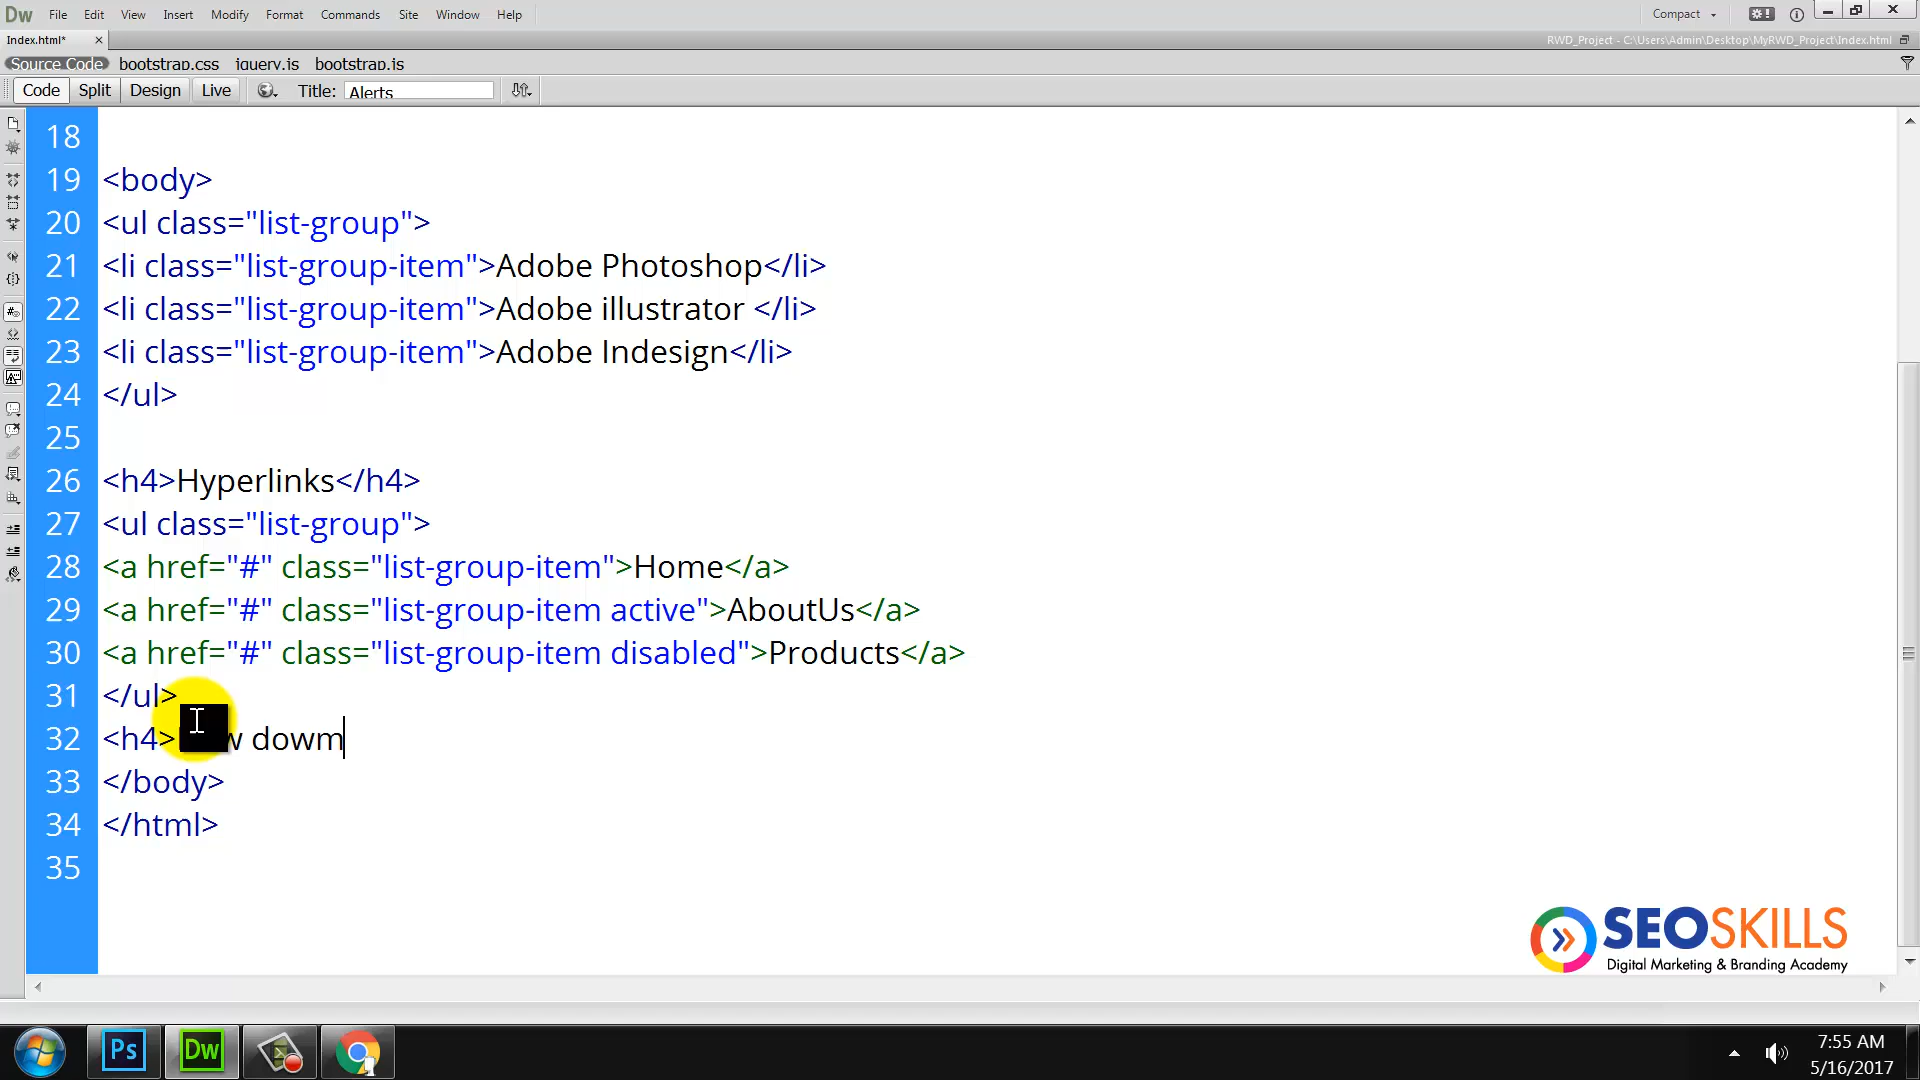 Dw File Edit View Insert Modify Format Commands Site Window Help Compact
Index.html*
RWD_Project - C:\Users\Admin\Desktop\MyRWD_Project\Index.html
Source Code bootstrap.css jquery.js bootstrap.js
Code Split Design Live Title: Alerts
18
19 <body>
20 <ul class="list-group">
21 <li class="list-group-item">Adobe Photoshop</li>
22 <li class="list-group-item">Adobe illustrator </li>
23 <li class="list-group-item">Adobe Indesign</li>
24 </ul>
25
26 <h4>Hyperlinks</h4>
27 <ul class="list-group">
28 <a href="#" class="list-group-item">Home</a>
29 <a href="#" class="list-group-item active">AboutUs</a>
30 <a href="#" class="list-group-item disabled">Products</a>
31 </ul>
32 <h4> dowm
33 </body>
34 </html>
35
SEOSKILLS
Digital Marketing & Branding Academy
Ps Dw
7:55 AM
5/16/2017